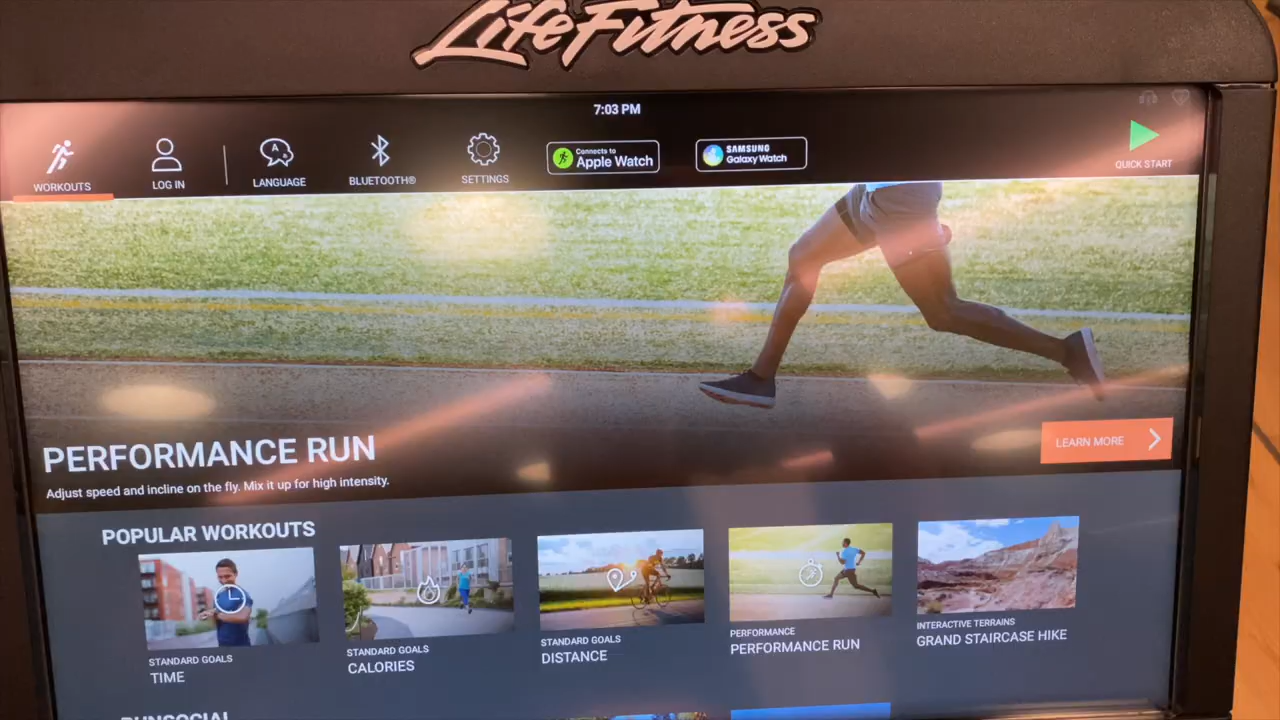 LifeFitness
7:03 PM
WORKOUTS
LOG IN
LANGUAGE
BLUETOOTH®
SETTINGS
Connects to
Apple Watch
SAMSUNG
Galaxy Watch
QUICK START
PERFORMANCE RUN
Adjust speed and incline on the fly. Mix it up for high intensity.
LEARN MORE
POPULAR WORKOUTS
STANDARD GOALS
TIME
STANDARD GOALS
CALORIES
STANDARD GOALS
DISTANCE
PERFORMANCE
PERFORMANCE RUN
INTERACTIVE TERRAINS
GRAND STAIRCASE HIKE
RUNSOCIAL